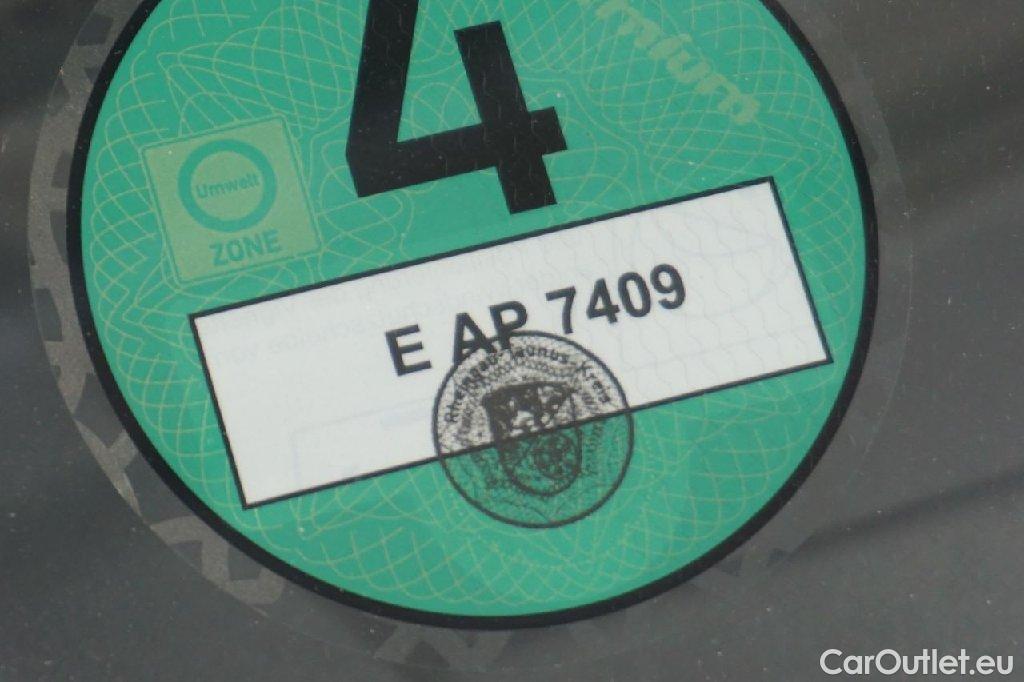 4
Umwelt
ZONE
E AP 7409
Rheingau-Taunus-Kreis
CarOutlet.eu